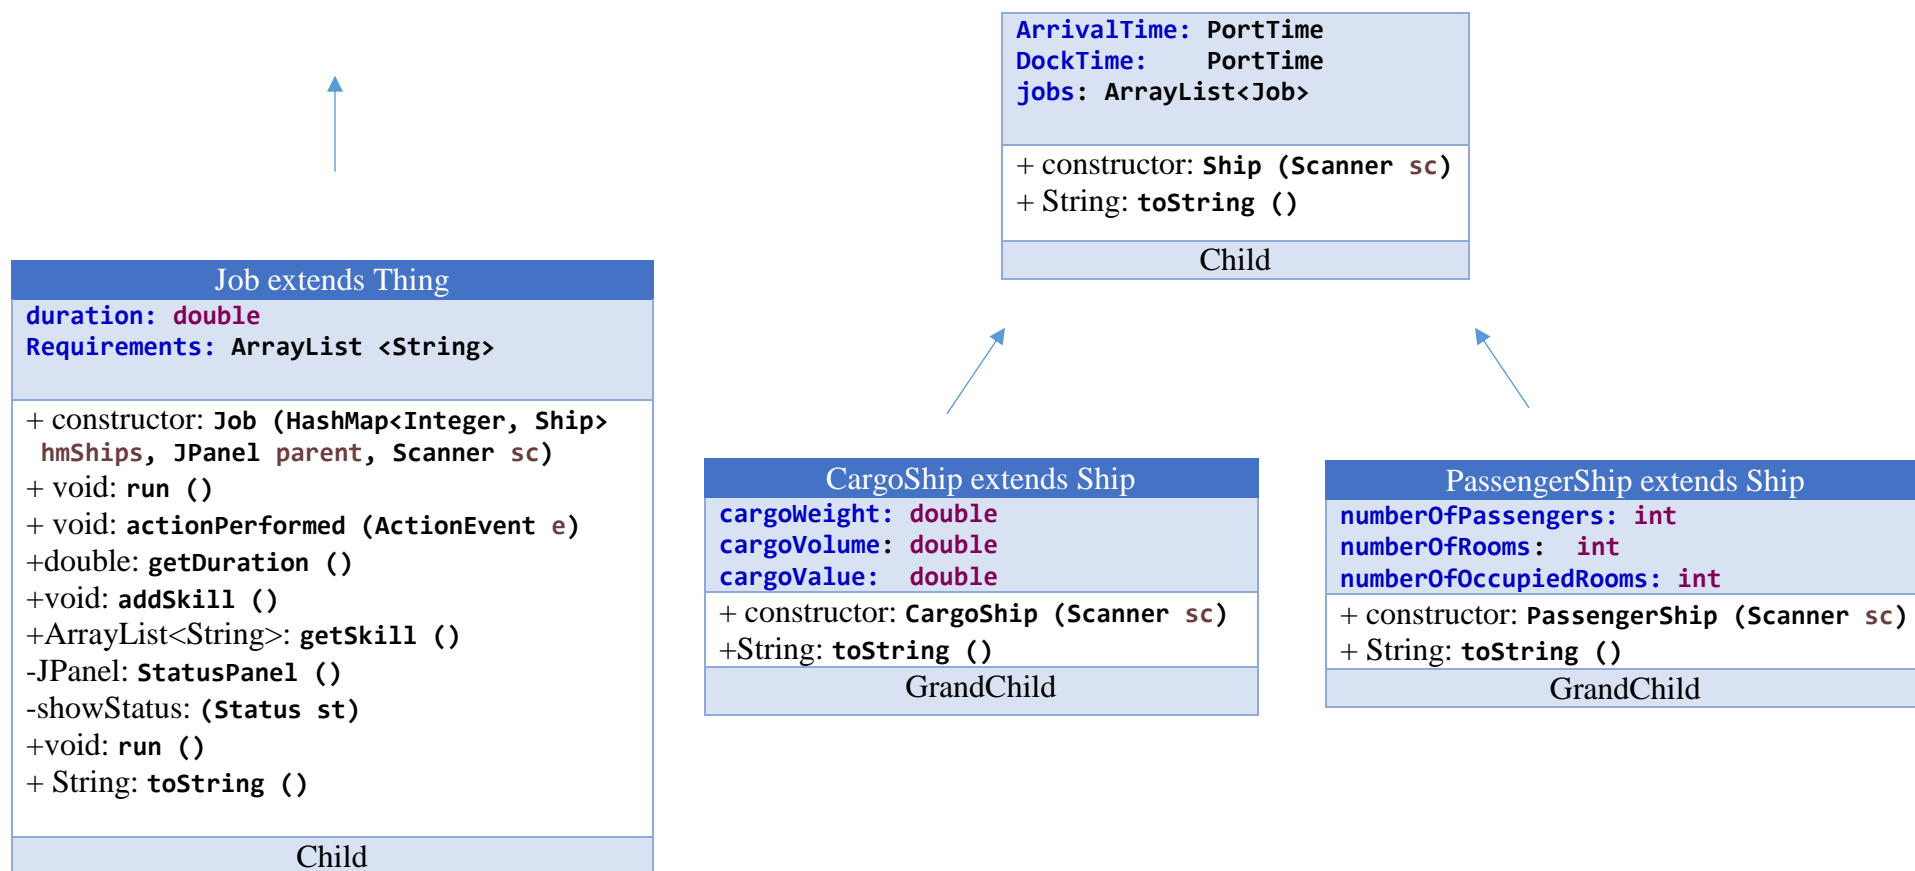 ArrivalTime: PortTime
DockTime: PortTime
jobs: ArrayList<Job>
+ constructor: Ship (Scanner sc)
+ String: toString ()
Child
Job extends Thing
duration: double
Requirements: ArrayList <String>
+ constructor: Job (HashMap<Integer, Ship>
hmShips, JPanel parent, Scanner sc)
+ void: run ()
+ void: actionPerformed (ActionEvent e)
+double: getDuration ()
+void: addSkill ()
+ArrayList<String>: getSkill ()
-JPanel: StatusPanel ()
-showStatus: (Status st)
+void: run ()
+ String: toString ()
Child
CargoShip extends Ship
cargoWeight: double
cargoVolume: double
cargoValue: double
+ constructor: CargoShip (Scanner sc)
+String: toString ()
GrandChild
PassengerShip extends Ship
numberOfPassengers: int
numberOfRooms: int
numberOfOccupiedRooms: int
+ constructor: PassengerShip (Scanner sc)
+ String: toString ()
GrandChild